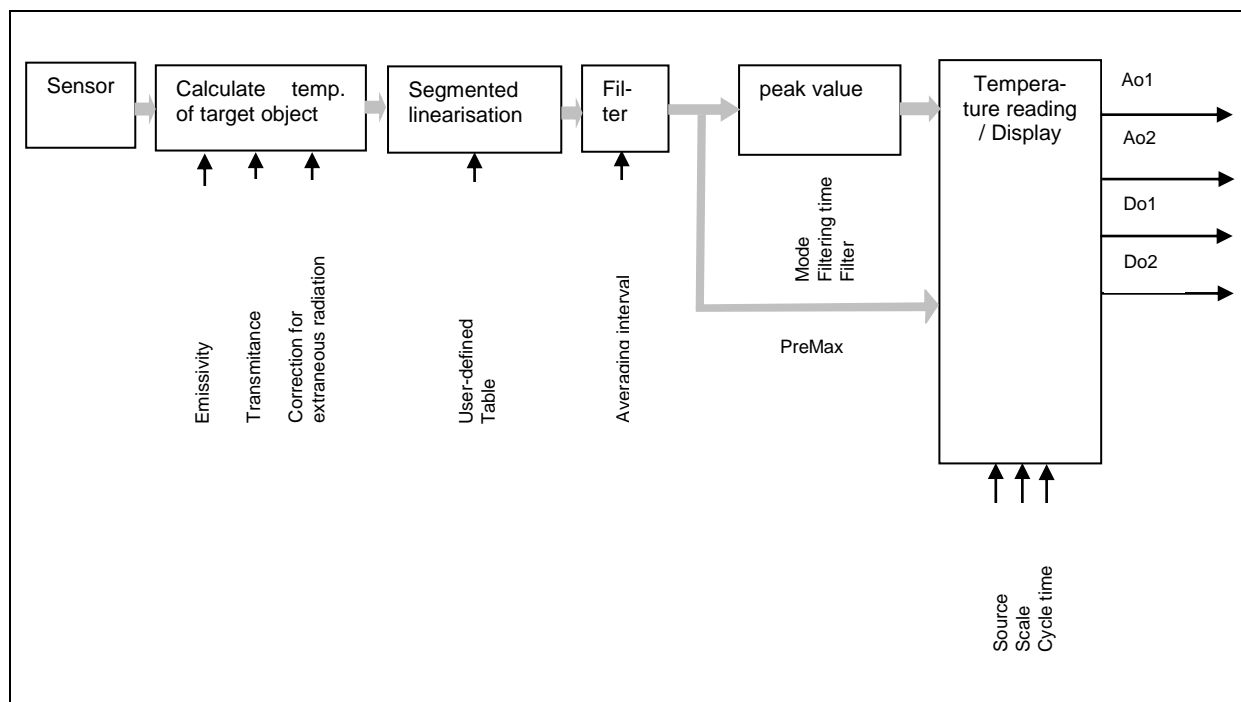 Sensor
Calculate temp.
of target object
Segmented
linearisation
Fil-
ter
peak value
Tempera-
ture reading
/ Display
Ao1
Ao2
Do1
Do2
Mode
Filtering time
Filter
PreMax
Emissivity
Transmitance
Correction for
extraneous radiation
User-defined
Table
Averaging interval
Source
Scale
Cycle time